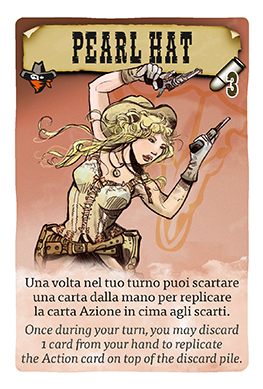 PEARL HAT
3
Una volta nel tuo turno puoi scartare
una carta dalla mano per replicare
la carta Azione in cima agli scarti.
Once during your turn, you may discard
1 card from your hand to replicate
the Action card on top of the discard pile.